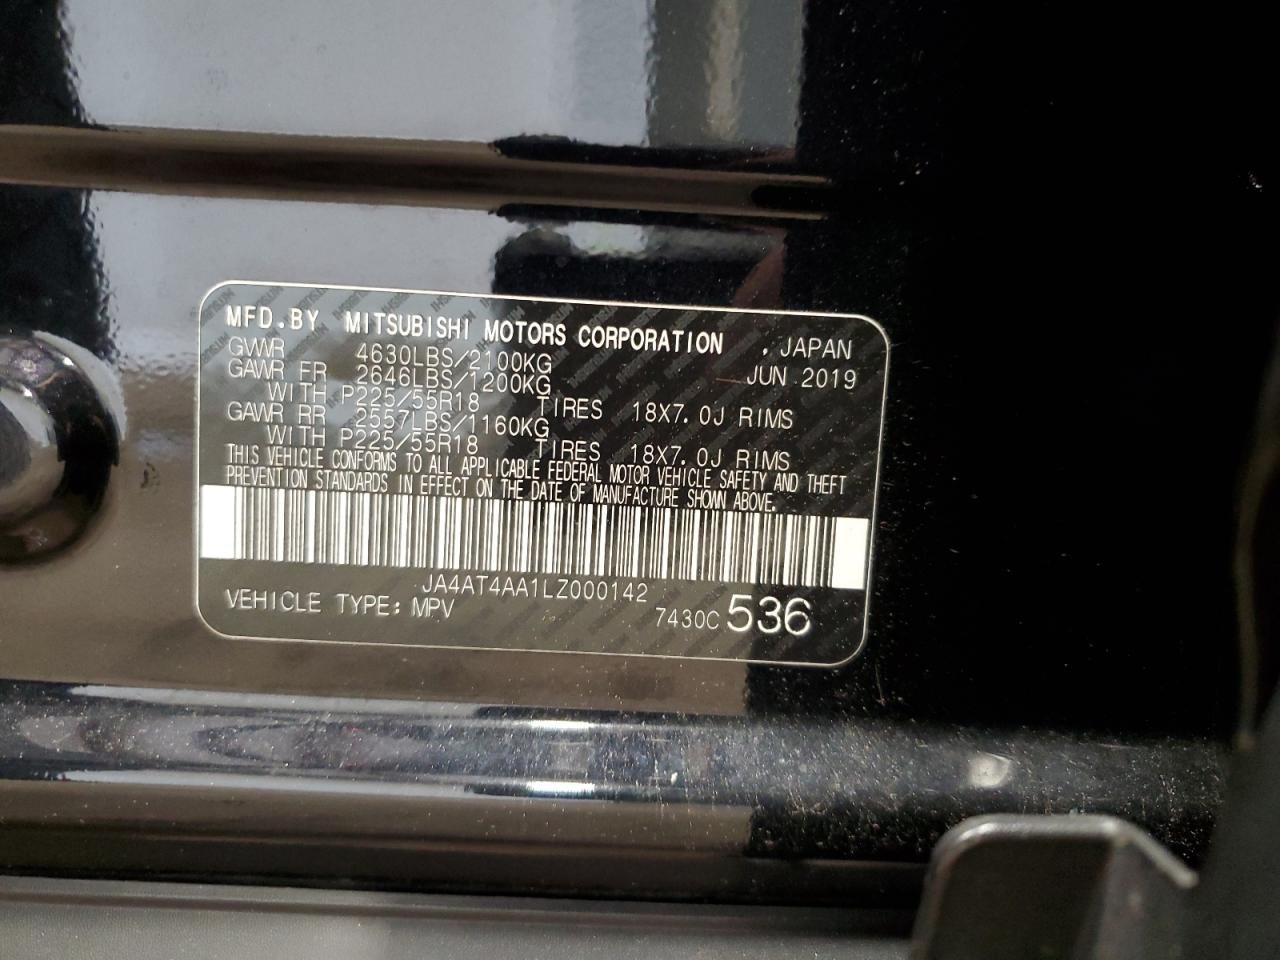 MFD.BY MITSUBISHI MOTORS CORPORATION , JAPAN
GVWR 4630LBS/2100KG JUN 2019
GAWR FR 2646LBS/1200KG
WITH P225/55R18 TIRES 18X7.0J RIMS
GAWR RR 2557LBS/1160KG
WITH P225/55R18 TIRES 18X7.0J RIMS
THIS VEHICLE CONFORMS TO ALL APPLICABLE FEDERAL MOTOR VEHICLE SAFETY AND THEFT
PREVENTION STANDARDS IN EFFECT ON THE DATE OF MANUFACTURE SHOWN ABOVE.
JA4AT4AA1LZ000142
VEHICLE TYPE: MPV 7430C 536